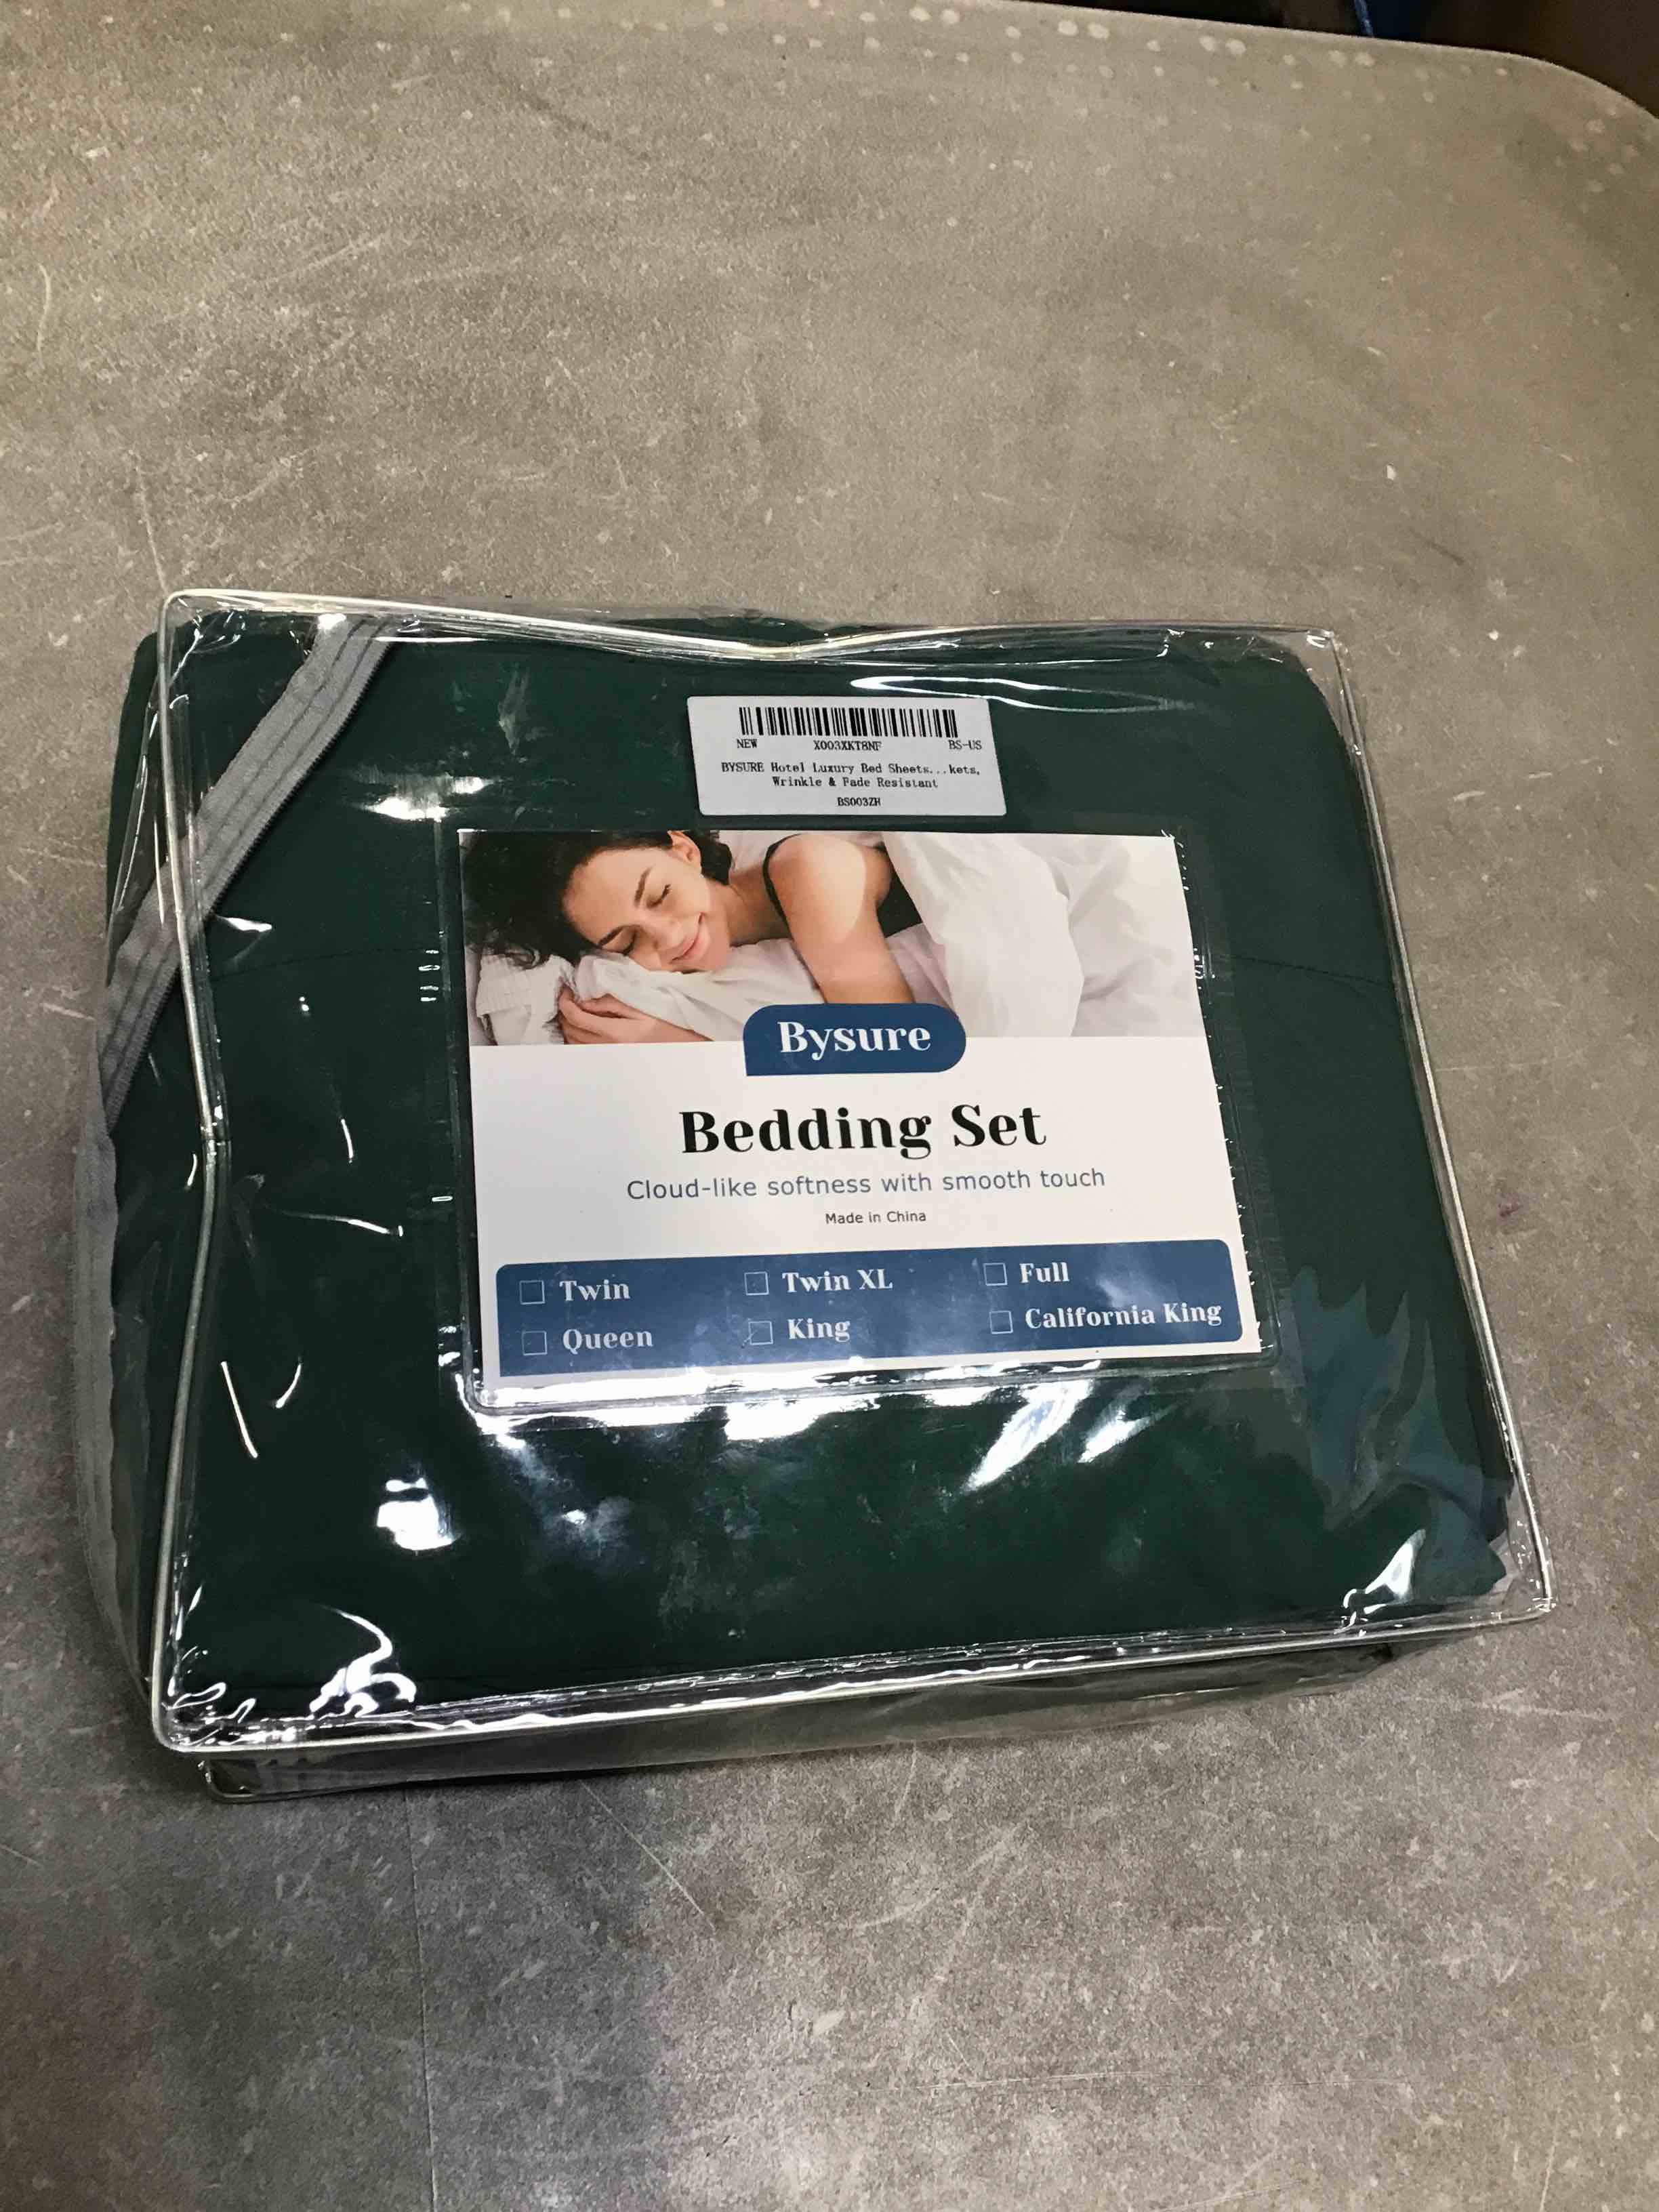 NEW X003XKT8NF BS-US
BYSURE Hotel Luxury Bed Sheets...kets,
Wrinkle & Fade Resistant
BS003ZH
Bysure
Bedding Set
Cloud-like softness with smooth touch
Made in China
Twin Twin XL Full
Queen King California King